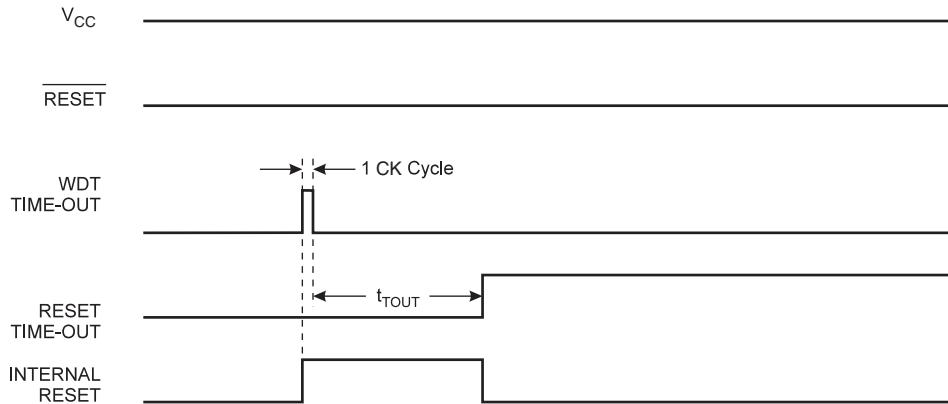 VCC
RESET
1 CK Cycle
WDT
TIME-OUT
tTOUT
RESET
TIME-OUT
INTERNAL
RESET